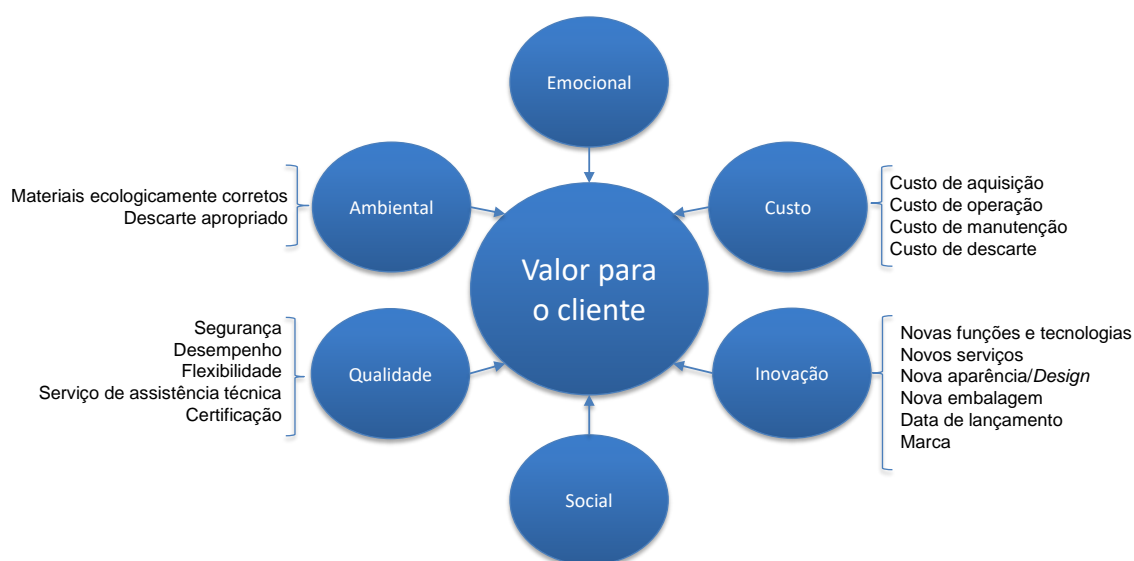 Emocional
Materiais ecologicamente corretos
Descarte apropriado
Ambiental
Custo
Custo de aquisição
Custo de operação
Custo de manutenção
Custo de descarte
Valor para
o cliente
Segurança
Desempenho
Flexibilidade
Serviço de assistência técnica
Certificação
Qualidade
Inovação
Novas funções e tecnologias
Novos serviços
Nova aparência/Design
Nova embalagem
Data de lançamento
Marca
Social